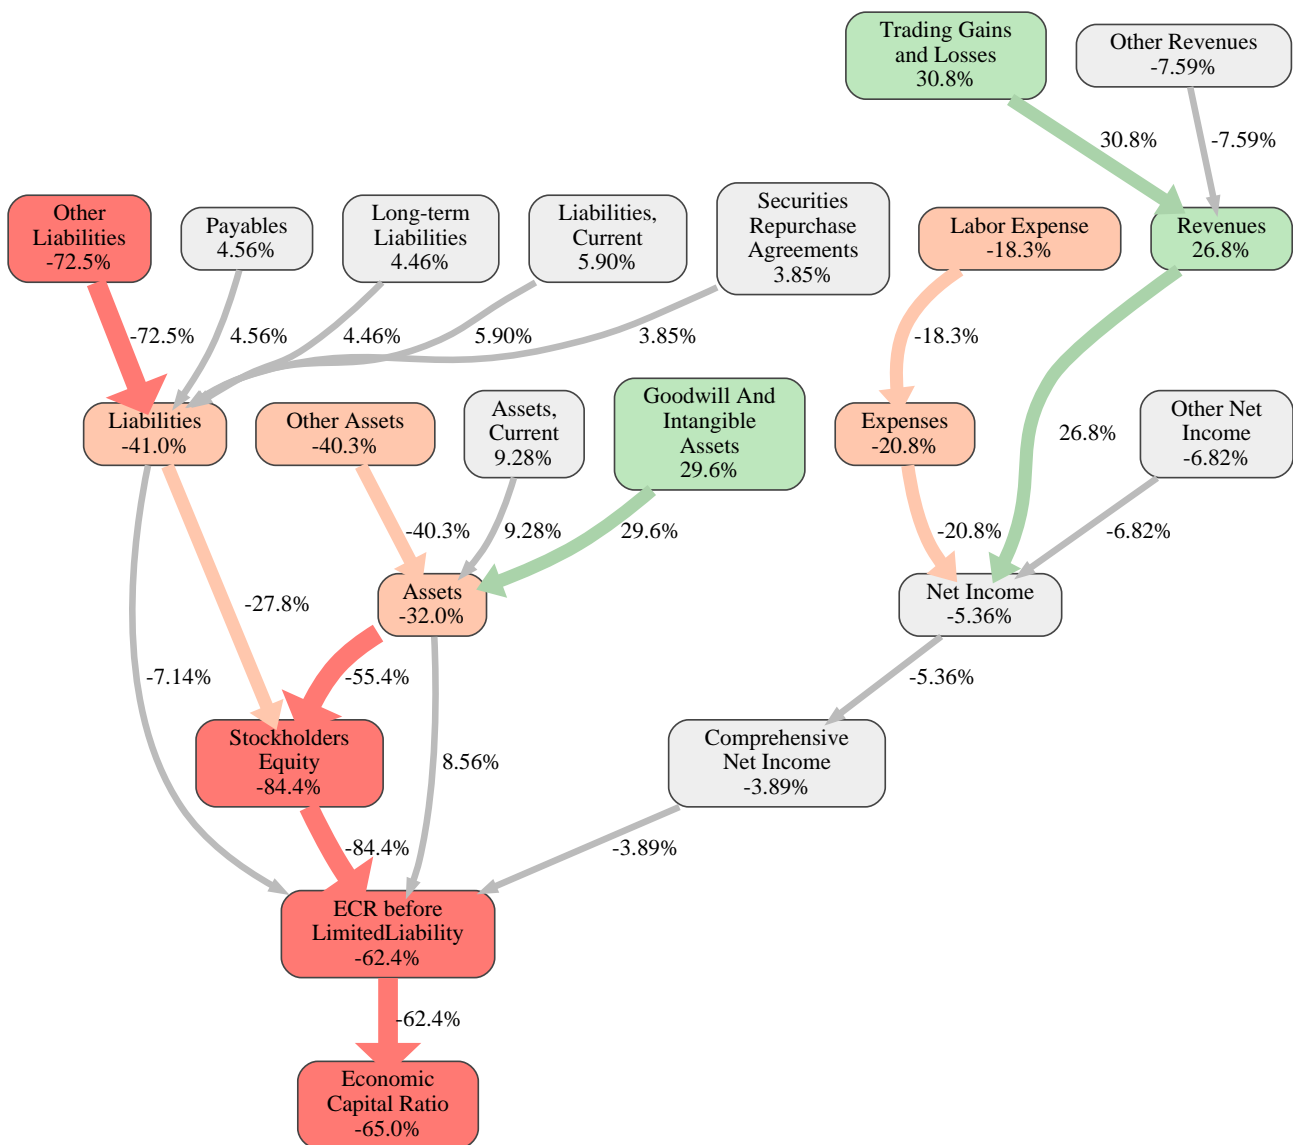 Trading Gains
and Losses
30.8%
Other Revenues
-7.59%
30.8%
-7.59%
Other
Liabilities
-72.5%
Payables
4.56%
Long-term
Liabilities
4.46%
Liabilities,
Current
5.90%
Securities
Repurchase
Agreements
3.85%
Labor Expense
-18.3%
Revenues
26.8%
-72.5%
4.56%
4.46%
5.90%
3.85%
-18.3%
26.8%
Liabilities
-41.0%
Other Assets
-40.3%
Assets,
Current
9.28%
Goodwill And
Intangible
Assets
29.6%
Expenses
-20.8%
Other Net
Income
-6.82%
-40.3%
9.28%
29.6%
-20.8%
-6.82%
-27.8%
Assets
-32.0%
Net Income
-5.36%
-7.14%
-55.4%
-5.36%
Stockholders
Equity
-84.4%
8.56%
Comprehensive
Net Income
-3.89%
-84.4%
-3.89%
ECR before
LimitedLiability
-62.4%
-62.4%
Economic
Capital Ratio
-65.0%